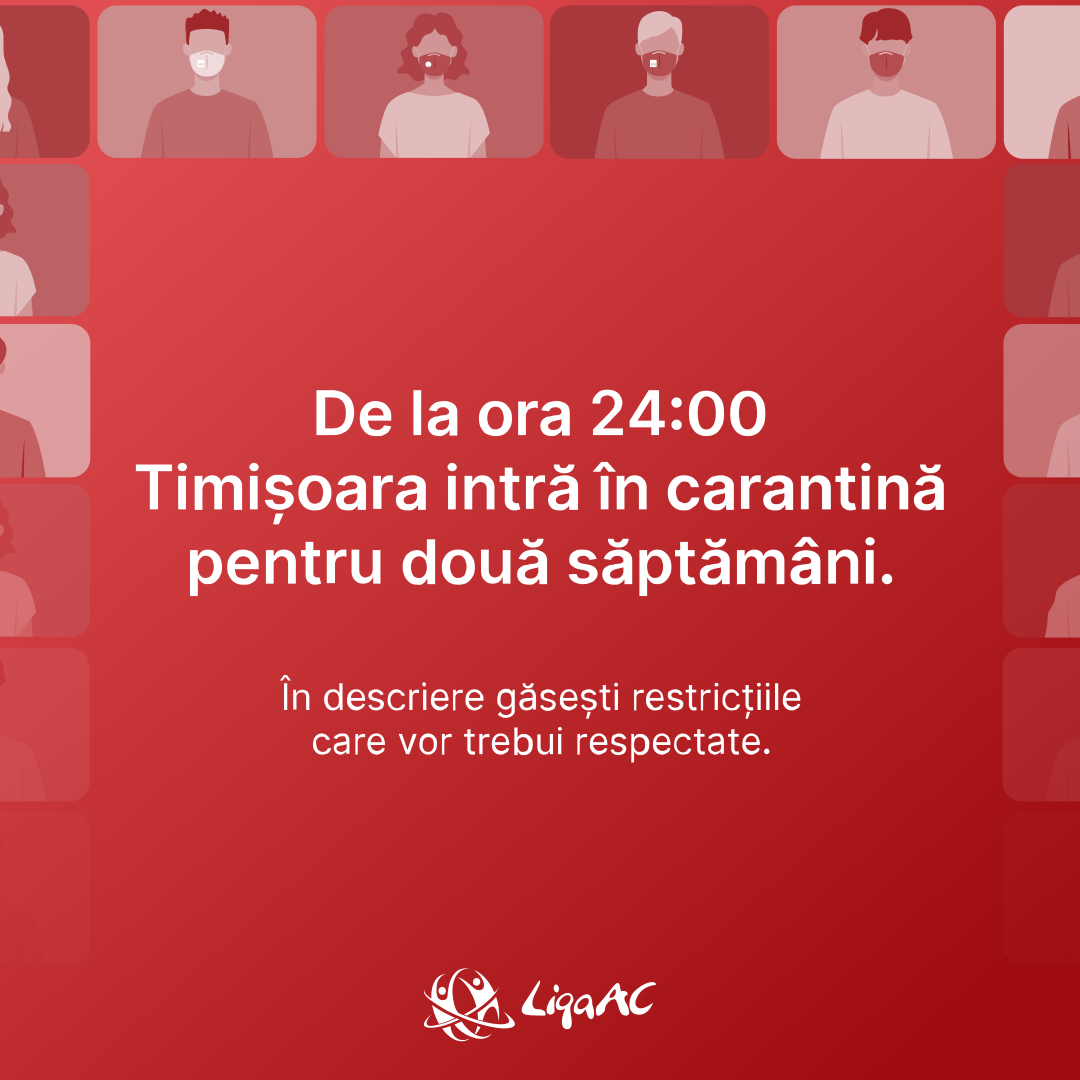 De la ora 24:00
Timișoara intră în carantină
pentru două săptămâni.
În descriere găsești restricțiile
care vor trebui respectate.
LigaAC